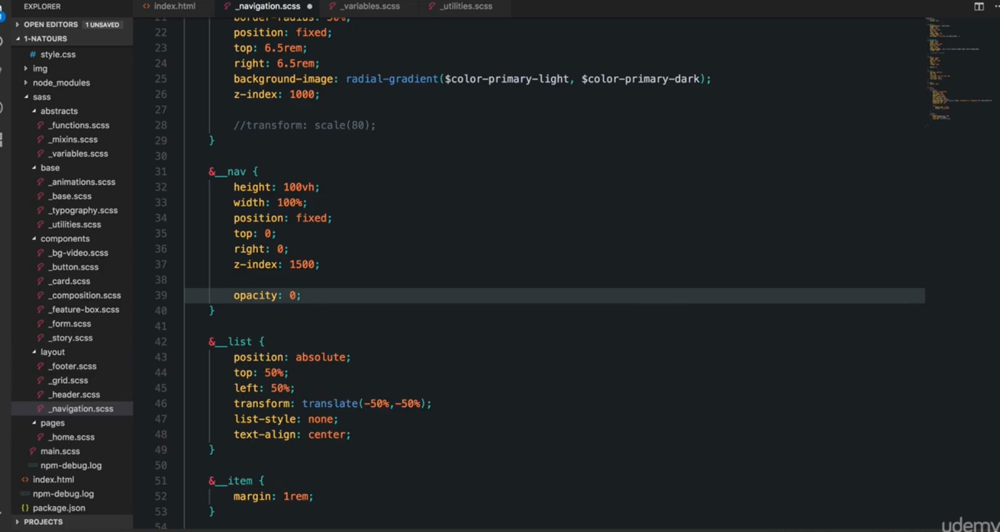 EXPLORER
OPEN EDITORS 1 UNSAVED
1-NATOURS
# style.css
img
node_modules
sass
abstracts
_functions.scss
_mixins.scss
_variables.scss
base
_animations.scss
_base.scss
_typography.scss
_utilities.scss
components
_bg-video.scss
_button.scss
_card.scss
_composition.scss
_feature-box.scss
_form.scss
_story.scss
layout
_footer.scss
_grid.scss
_header.scss
_navigation.scss
pages
_home.scss
main.scss
npm-debug.log
<> index.html
npm-debug.log
{} package.json
PROJECTS
<> index.html _navigation.scss _variables.scss _utilities.scss
21 border-radius: 50%;
22 position: fixed;
23 top: 6.5rem;
24 right: 6.5rem;
25 background-image: radial-gradient($color-primary-light, $color-primary-dark);
26 z-index: 1000;
27
28 //transform: scale(80);
29 }
30
31 &__nav {
32 height: 100vh;
33 width: 100%;
34 position: fixed;
35 top: 0;
36 right: 0;
37 z-index: 1500;
38
39 opacity: 0;
40 }
41
42 &__list {
43 position: absolute;
44 top: 50%;
45 left: 50%;
46 transform: translate(-50%,-50%);
47 list-style: none;
48 text-align: center;
49 }
50
51 &__item {
52 margin: 1rem;
53 }
54
udemy